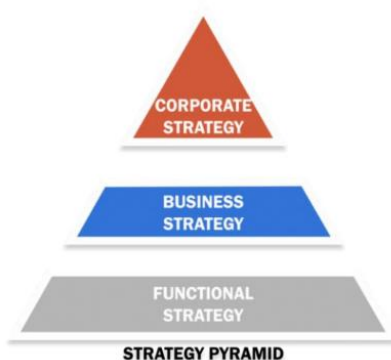 CORPORATE
STRATEGY
BUSINESS
STRATEGY
FUNCTIONAL
STRATEGY
STRATEGY PYRAMID